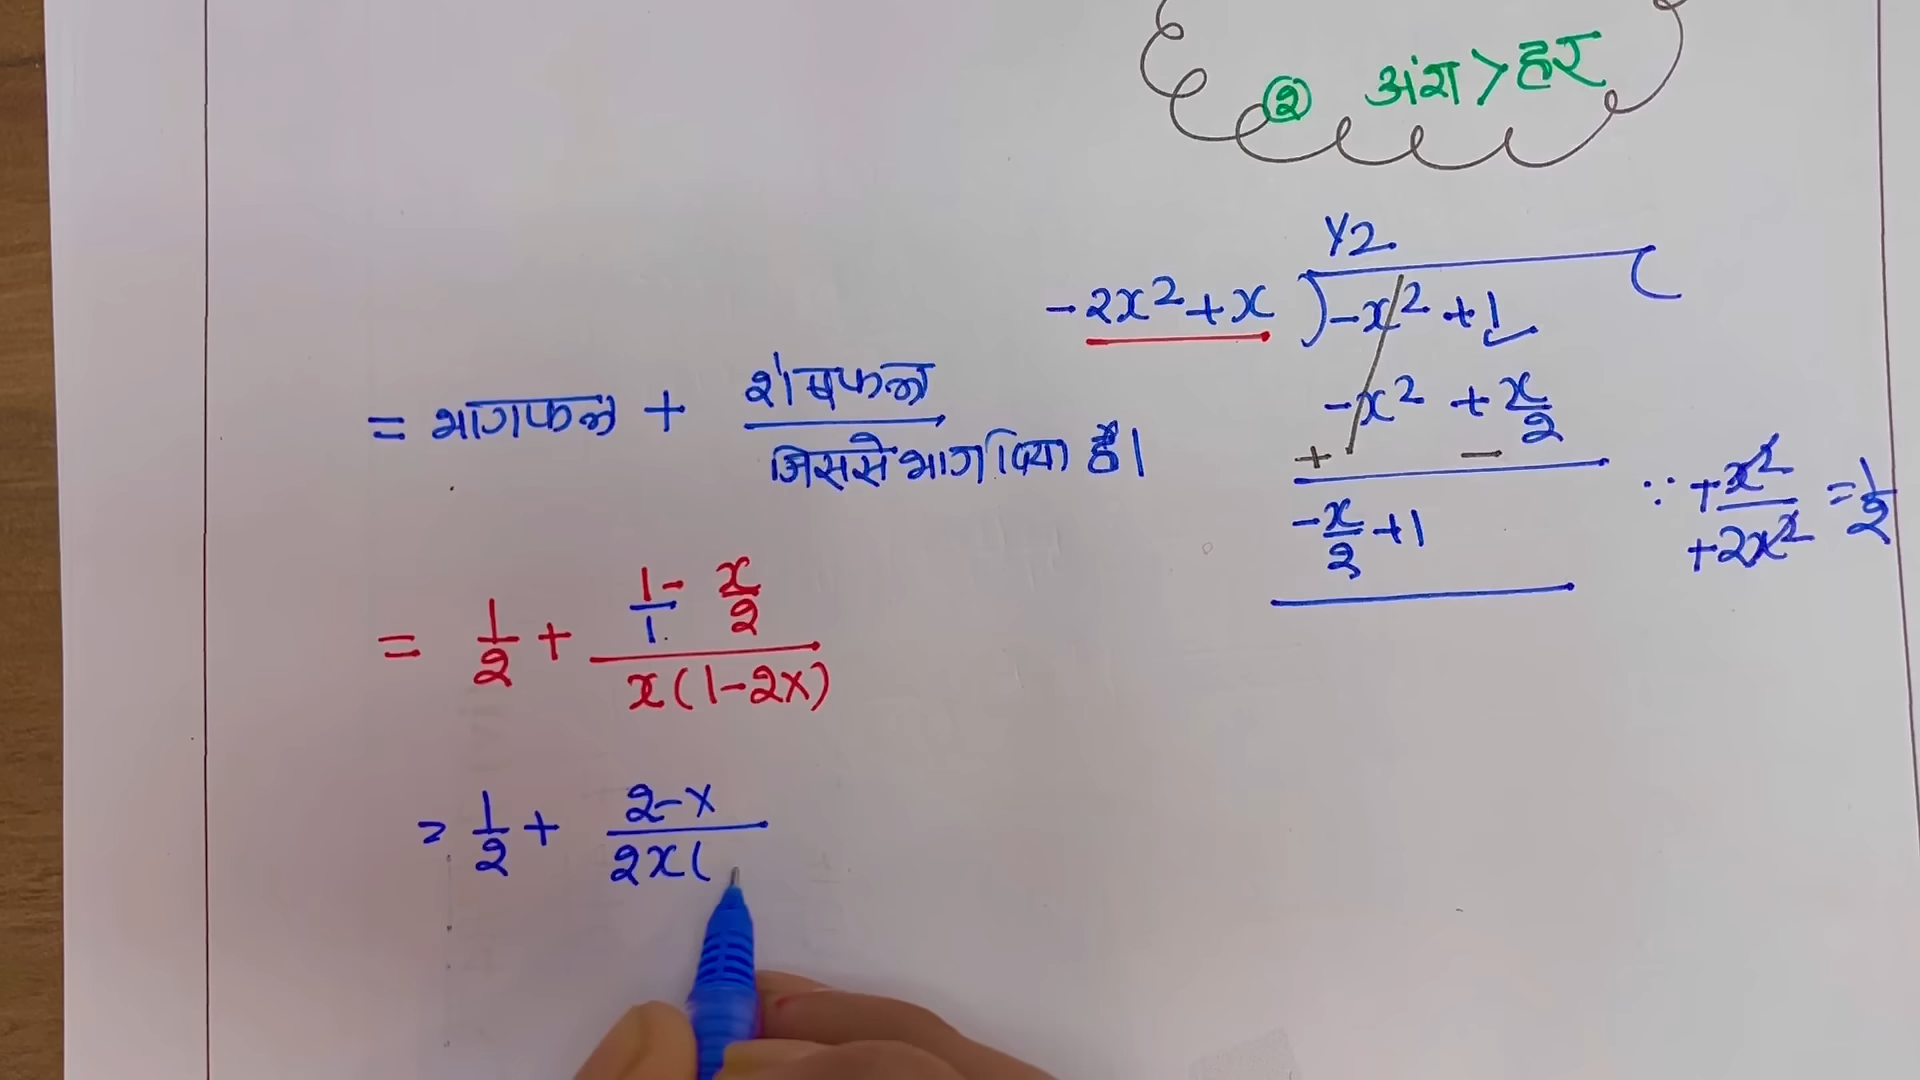 ② अंश > हर
1/2
-2x²+x ) -x²+1 (
-x² + x/2
+ -
-x/2 + 1
∵ +x²/+2x² = 1/2
= भागफल + शेषफल/जिससे भाग दिया है।
= 1/2 + (1/1 - x/2)/x(1-2x)
= 1/2 + 2-x/2x(